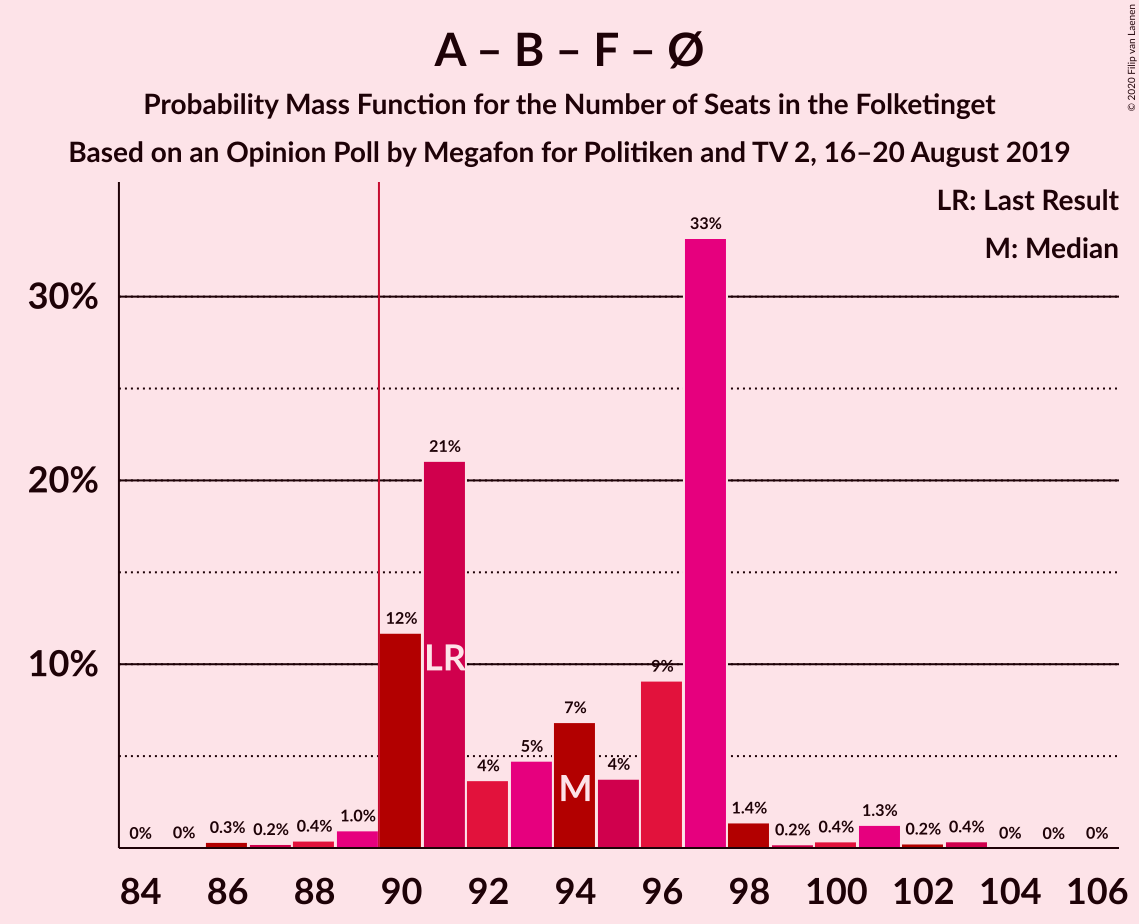 A – B – F – Ø
Probability Mass Function for the Number of Seats in the Folketinget
Based on an Opinion Poll by Megafon for Politiken and TV 2, 16–20 August 2019
© 2020 Filip van Laenen
LR: Last Result
M: Median
30%
20%
10%
0%
0%
0.3%
0.2%
0.4%
1.0%
12%
21%
4%
5%
7%
4%
9%
33%
1.4%
0.2%
0.4%
1.3%
0.2%
0.4%
0%
0%
0%
LR
M
84 86 88 90 92 94 96 98 100 102 104 106